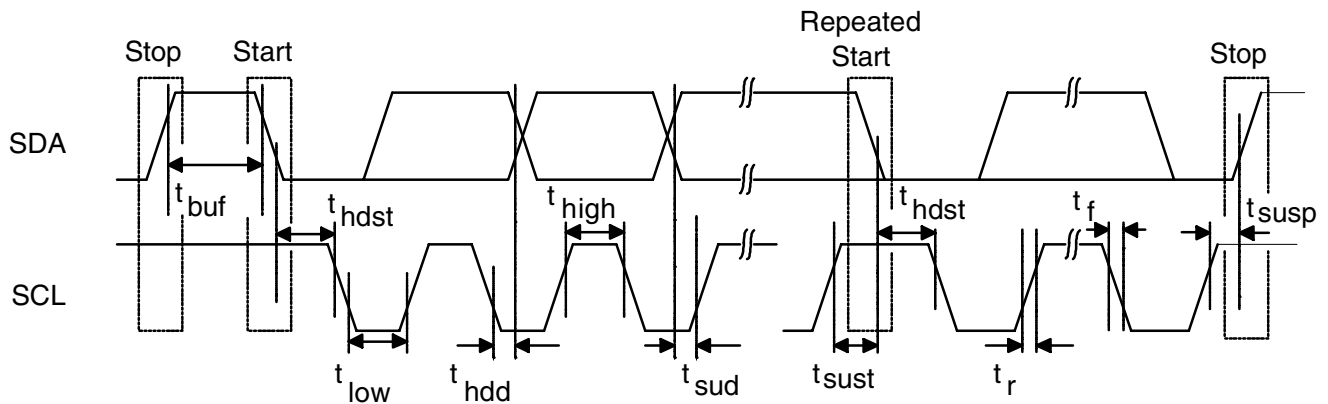 Repeated
Stop Start Start Stop
SDA
t buf t hdst t high t hdst t f t susp
SCL
t low t hdd t sud t sust t r